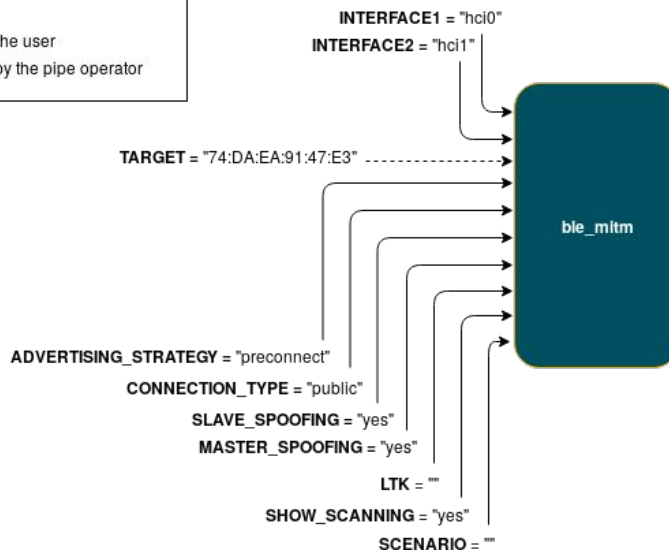 he user
by the pipe operator
INTERFACE1 = "hci0"
INTERFACE2 = "hci1"
TARGET = "74:DA:EA:91:47:E3"
ble_mitm
ADVERTISING_STRATEGY = "preconnect"
CONNECTION_TYPE = "public"
SLAVE_SPOOFING = "yes"
MASTER_SPOOFING = "yes"
LTK = ""
SHOW_SCANNING = "yes"
SCENARIO = ""